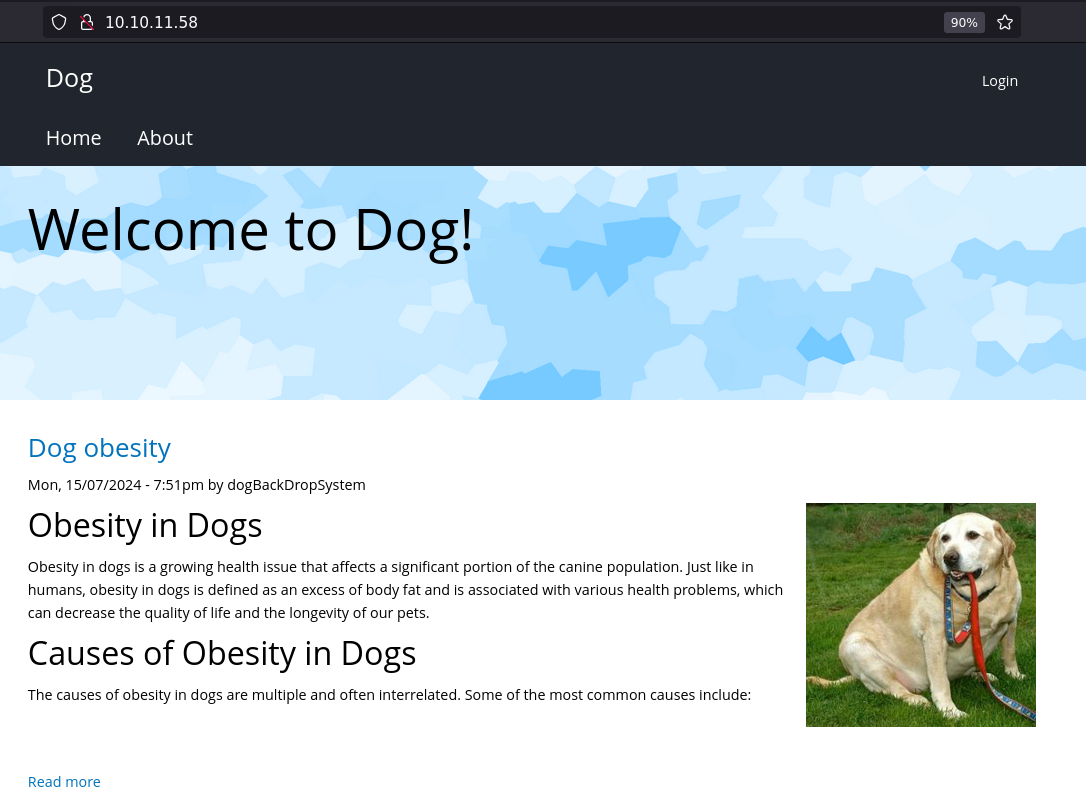 10.10.11.58 90%
Dog
Login
Home About
Welcome to Dog!
Dog obesity
Mon, 15/07/2024 - 7:51pm by dogBackDropSystem
Obesity in Dogs
Obesity in dogs is a growing health issue that affects a significant portion of the canine population. Just like in
humans, obesity in dogs is defined as an excess of body fat and is associated with various health problems, which
can decrease the quality of life and the longevity of our pets.
Causes of Obesity in Dogs
The causes of obesity in dogs are multiple and often interrelated. Some of the most common causes include:
Read more